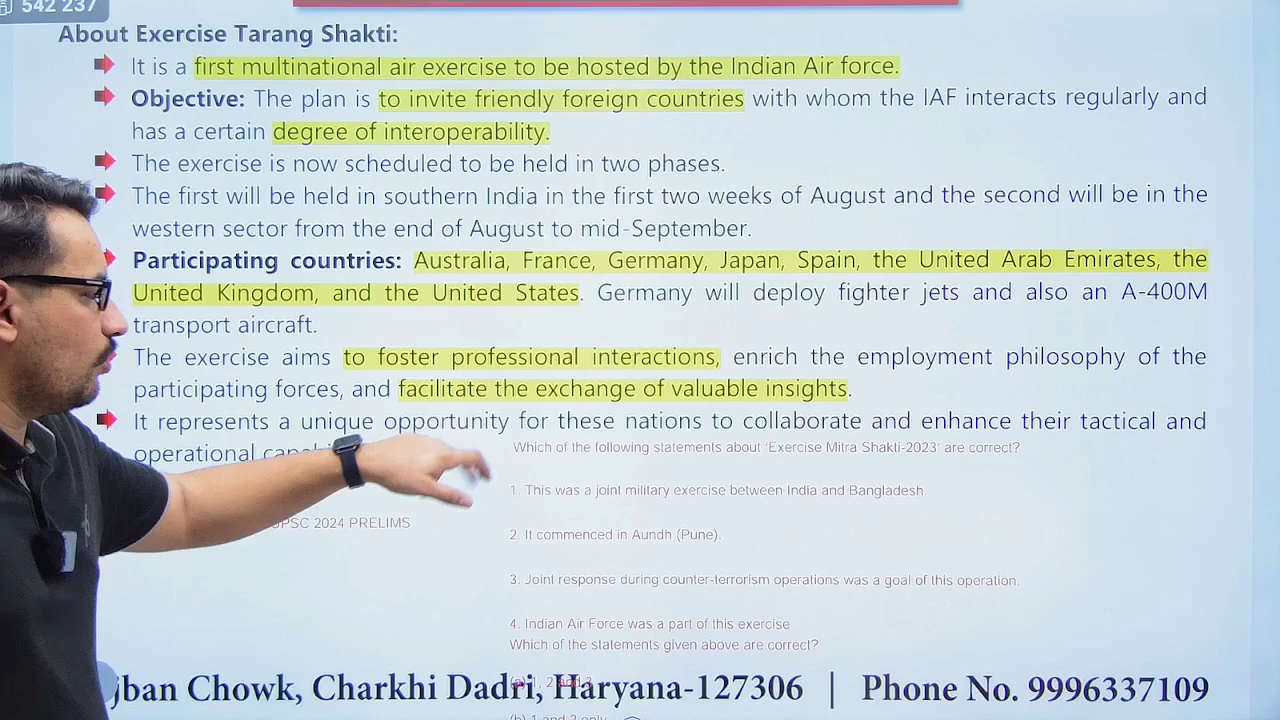 542 237
About Exercise Tarang Shakti:
It is a first multinational air exercise to be hosted by the Indian Air force.
Objective: The plan is to invite friendly foreign countries with whom the IAF interacts regularly and
has a certain degree of interoperability.
The exercise is now scheduled to be held in two phases.
The first will be held in southern India in the first two weeks of August and the second will be in the
western sector from the end of August to mid-September.
Participating countries: Australia, France, Germany, Japan, Spain, the United Arab Emirates, the
United Kingdom, and the United States. Germany will deploy fighter jets and also an A-400M
transport aircraft.
The exercise aims to foster professional interactions, enrich the employment philosophy of the
participating forces, and facilitate the exchange of valuable insights.
It represents a unique opportunity for these nations to collaborate and enhance their tactical and
operational
Which of the following statements about 'Exercise Mitra Shakti-2023' are correct?
1. This was a joint military exercise between India and Bangladesh.
UPSC 2024 PRELIMS
2. It commenced in Aundh (Pune).
3. Joint response during counter-terrorism operations was a goal of this operation.
4. Indian Air Force was a part of this exercise
Which of the statements given above are correct?
(a) 1, 2 and 3
Chowk, Charkhi Dadri, Haryana-127306 | Phone No. 9996337109
(b) 1 and 2 only